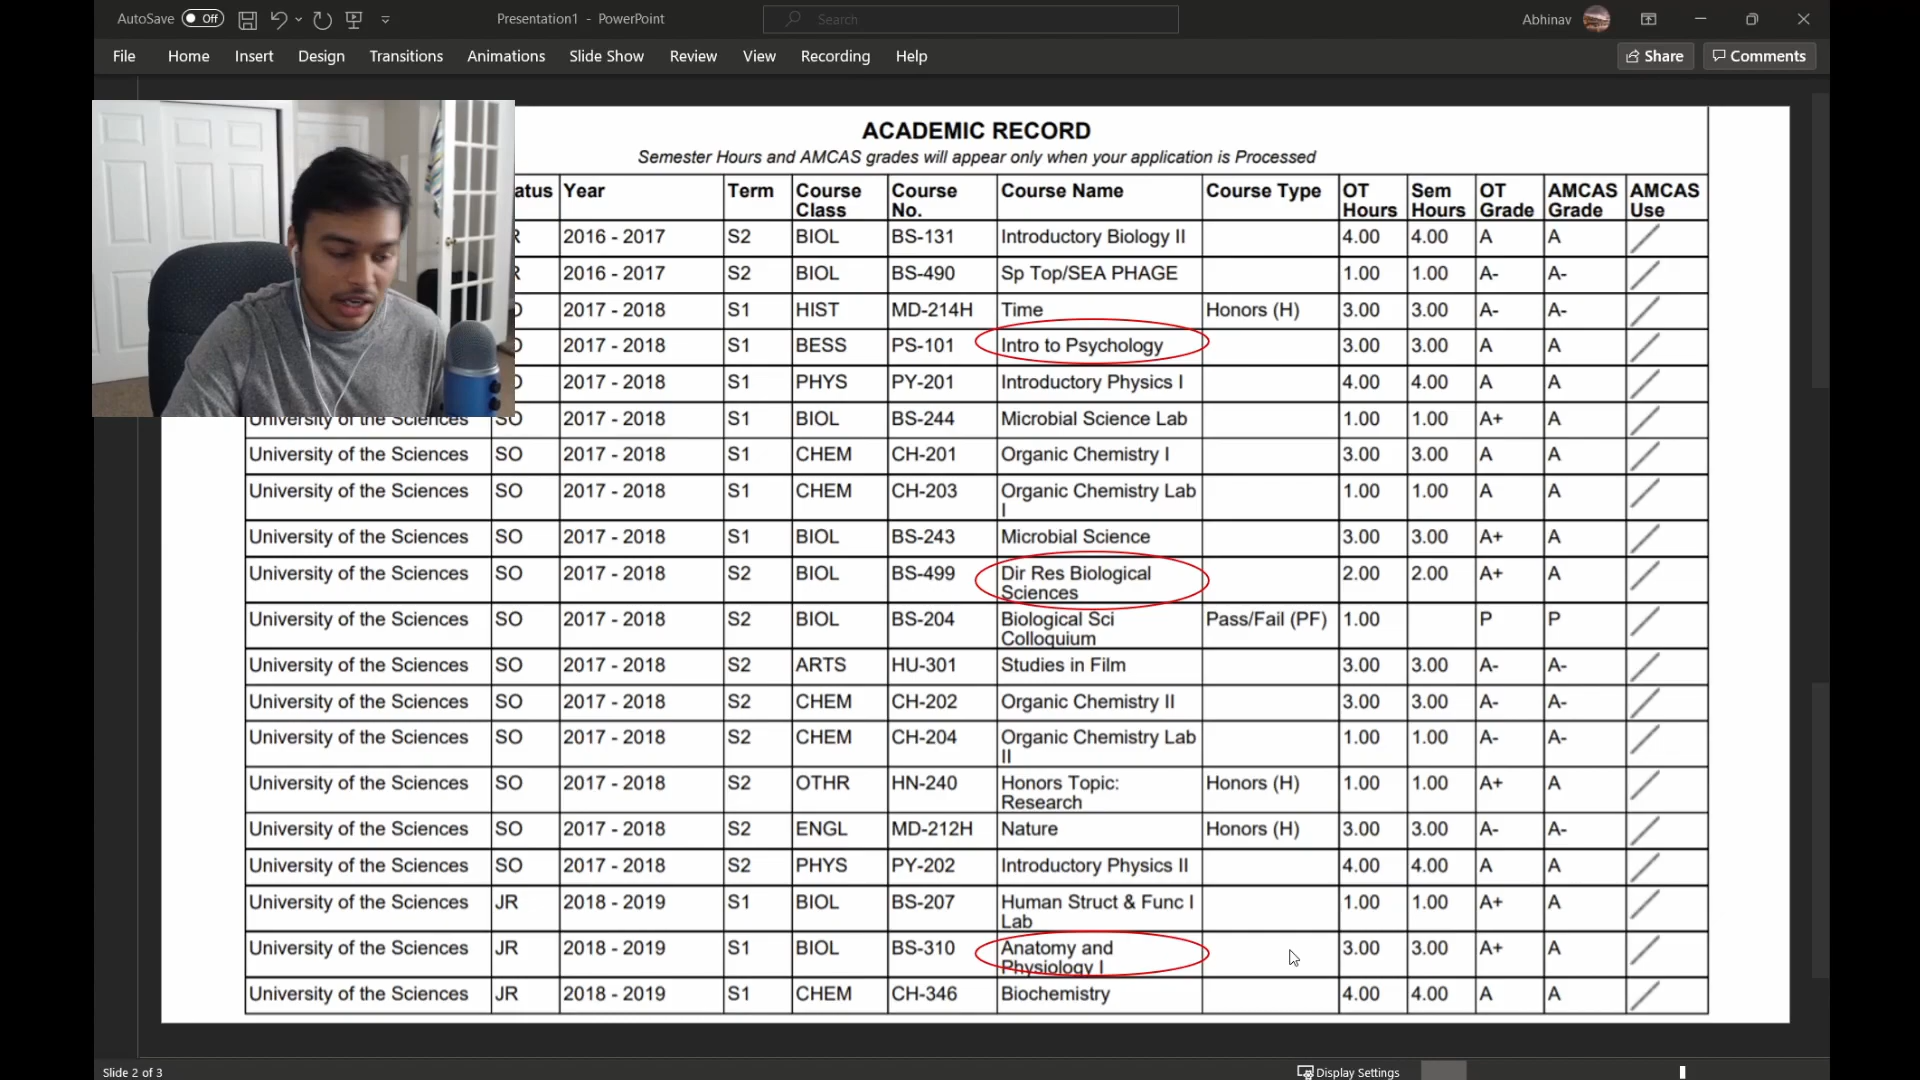 AutoSave Off Presentation1 - PowerPoint Search Abhinav
File Home Insert Design Transitions Animations Slide Show Review View Recording Help Share Comments
ACADEMIC RECORD
Semester Hours and AMCAS grades will appear only when your application is Processed
atus Year Term Course Class Course No. Course Name Course Type OT Hours Sem Hours OT Grade AMCAS Grade AMCAS Use
R 2016 - 2017 S2 BIOL BS-131 Introductory Biology II 4.00 4.00 A A
R 2016 - 2017 S2 BIOL BS-490 Sp Top/SEA PHAGE 1.00 1.00 A- A-
O 2017 - 2018 S1 HIST MD-214H Time Honors (H) 3.00 3.00 A- A-
O 2017 - 2018 S1 BESS PS-101 Intro to Psychology 3.00 3.00 A A
O 2017 - 2018 S1 PHYS PY-201 Introductory Physics I 4.00 4.00 A A
University of the Sciences SO 2017 - 2018 S1 BIOL BS-244 Microbial Science Lab 1.00 1.00 A+ A
University of the Sciences SO 2017 - 2018 S1 CHEM CH-201 Organic Chemistry I 3.00 3.00 A A
University of the Sciences SO 2017 - 2018 S1 CHEM CH-203 Organic Chemistry Lab I 1.00 1.00 A A
University of the Sciences SO 2017 - 2018 S1 BIOL BS-243 Microbial Science 3.00 3.00 A+ A
University of the Sciences SO 2017 - 2018 S2 BIOL BS-499 Dir Res Biological Sciences 2.00 2.00 A+ A
University of the Sciences SO 2017 - 2018 S2 BIOL BS-204 Biological Sci Colloquium Pass/Fail (PF) 1.00 P P
University of the Sciences SO 2017 - 2018 S2 ARTS HU-301 Studies in Film 3.00 3.00 A- A-
University of the Sciences SO 2017 - 2018 S2 CHEM CH-202 Organic Chemistry II 3.00 3.00 A- A-
University of the Sciences SO 2017 - 2018 S2 CHEM CH-204 Organic Chemistry Lab II 1.00 1.00 A- A-
University of the Sciences SO 2017 - 2018 S2 OTHR HN-240 Honors Topic: Research Honors (H) 1.00 1.00 A+ A
University of the Sciences SO 2017 - 2018 S2 ENGL MD-212H Nature Honors (H) 3.00 3.00 A- A-
University of the Sciences SO 2017 - 2018 S2 PHYS PY-202 Introductory Physics II 4.00 4.00 A A
University of the Sciences JR 2018 - 2019 S1 BIOL BS-207 Human Struct & Func I Lab 1.00 1.00 A+ A
University of the Sciences JR 2018 - 2019 S1 BIOL BS-310 Anatomy and Physiology I 3.00 3.00 A+ A
University of the Sciences JR 2018 - 2019 S1 CHEM CH-346 Biochemistry 4.00 4.00 A A
Slide 2 of 3 Display Settings